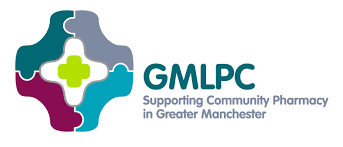 GMLPC
Supporting Community Pharmacy
in Greater Manchester